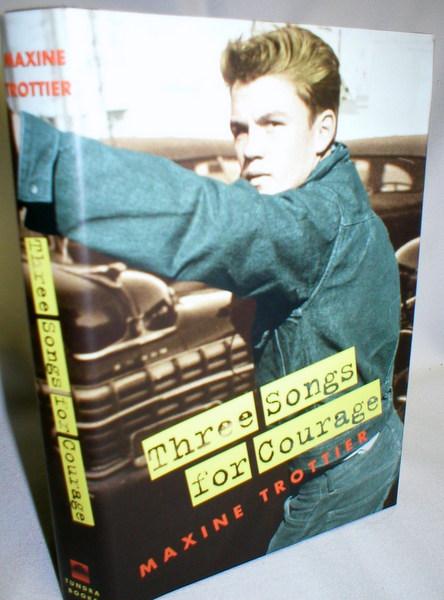 MAXINE
TROTTIER
Three Songs for Courage
TUNDRA
BOOKS
Three Songs
for Courage
MAXINE TROTTIER